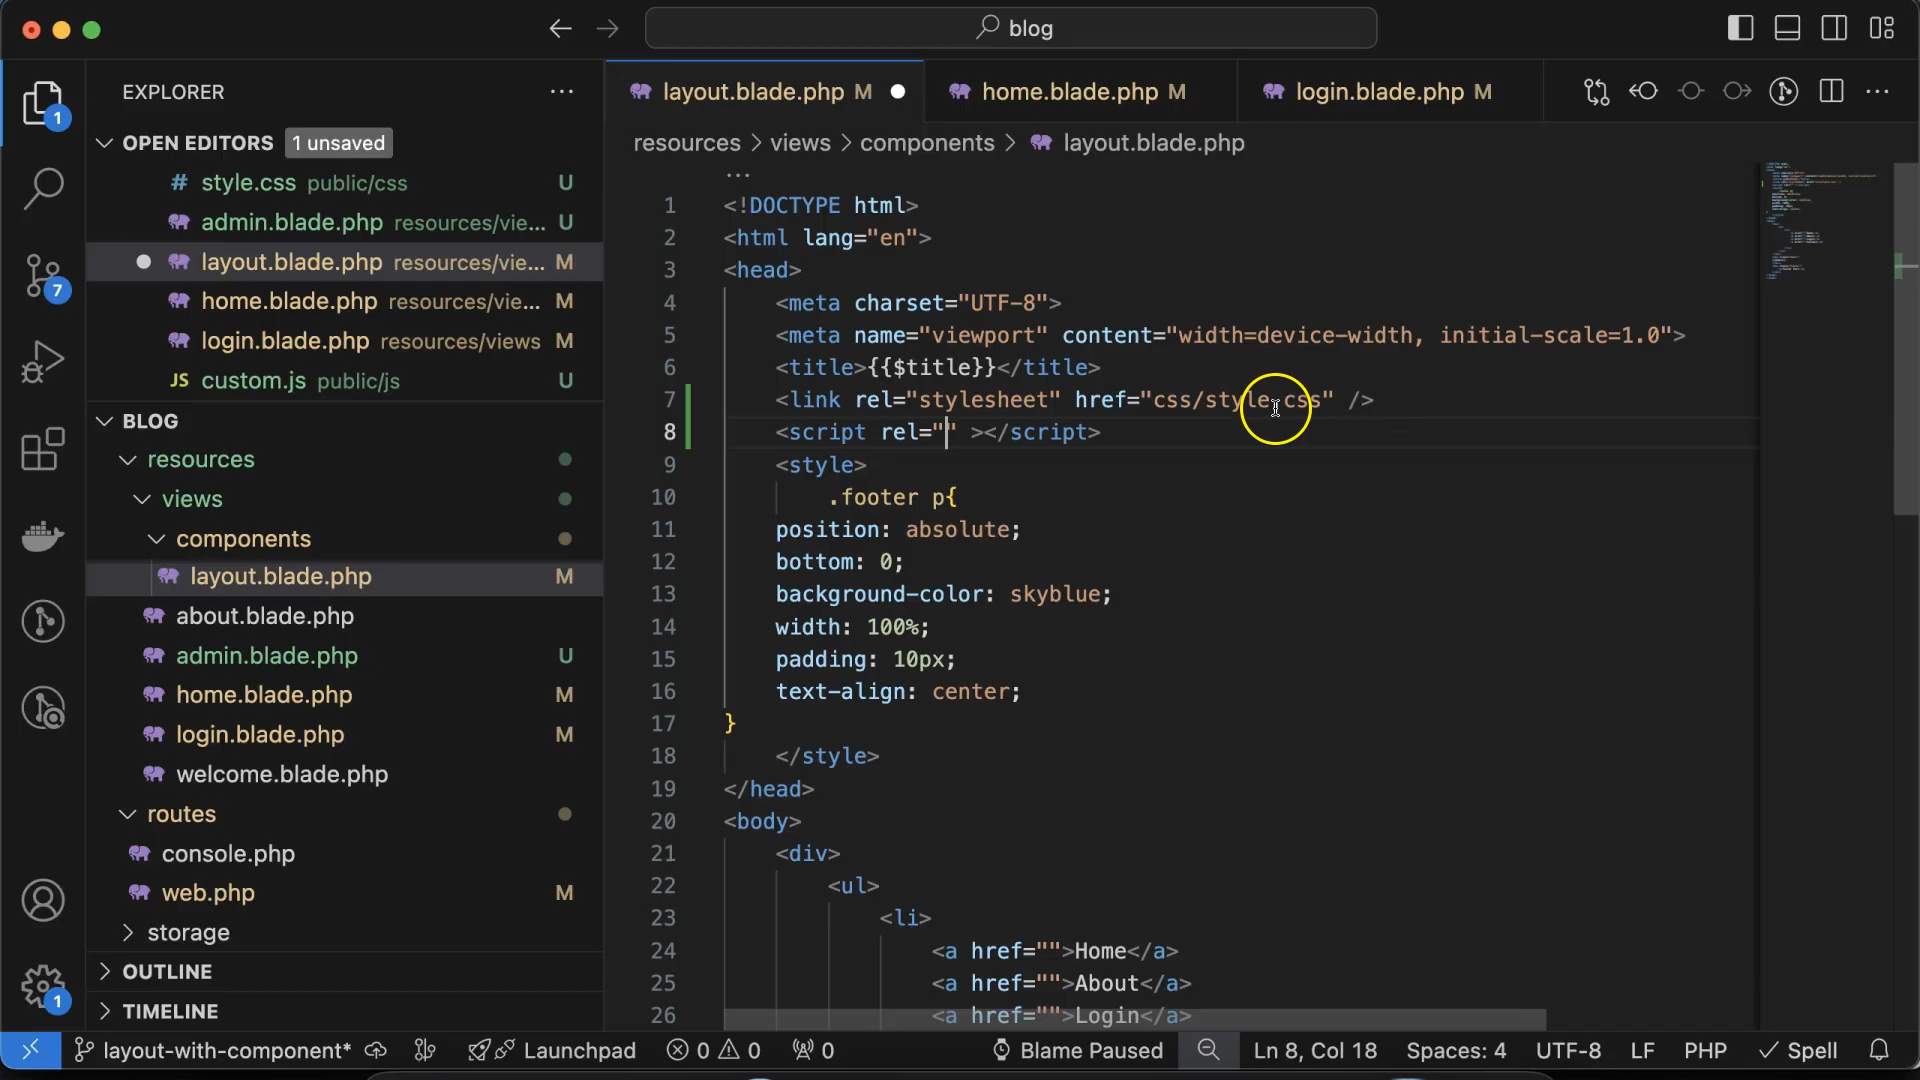 blog
EXPLORER
...
OPEN EDITORS 1 unsaved
# style.css public/css U
admin.blade.php resources/view... U
layout.blade.php resources/vie... M
home.blade.php resources/vie... M
login.blade.php resources/views M
JS custom.js public/js U
BLOG
resources
views
components
layout.blade.php M
about.blade.php
admin.blade.php U
home.blade.php M
login.blade.php M
welcome.blade.php
routes
console.php
web.php M
storage
OUTLINE
TIMELINE
1
7
1
layout.blade.php M
home.blade.php M
login.blade.php M
...
resources > views > components > layout.blade.php
...
1 <!DOCTYPE html>
2 <html lang="en">
3 <head>
4 <meta charset="UTF-8">
5 <meta name="viewport" content="width=device-width, initial-scale=1.0">
6 <title>{{$title}}</title>
7 <link rel="stylesheet" href="css/style.css" />
8 <script rel="" ></script>
9 <style>
10 .footer p{
11 position: absolute;
12 bottom: 0;
13 background-color: skyblue;
14 width: 100%;
15 padding: 10px;
16 text-align: center;
17 }
18 </style>
19 </head>
20 <body>
21 <div>
22 <ul>
23 <li>
24 <a href="">Home</a>
25 <a href="">About</a>
26 <a href="">Login</a>
layout-with-component* Launchpad 0 0 0 Blame Paused Ln 8, Col 18 Spaces: 4 UTF-8 LF PHP Spell